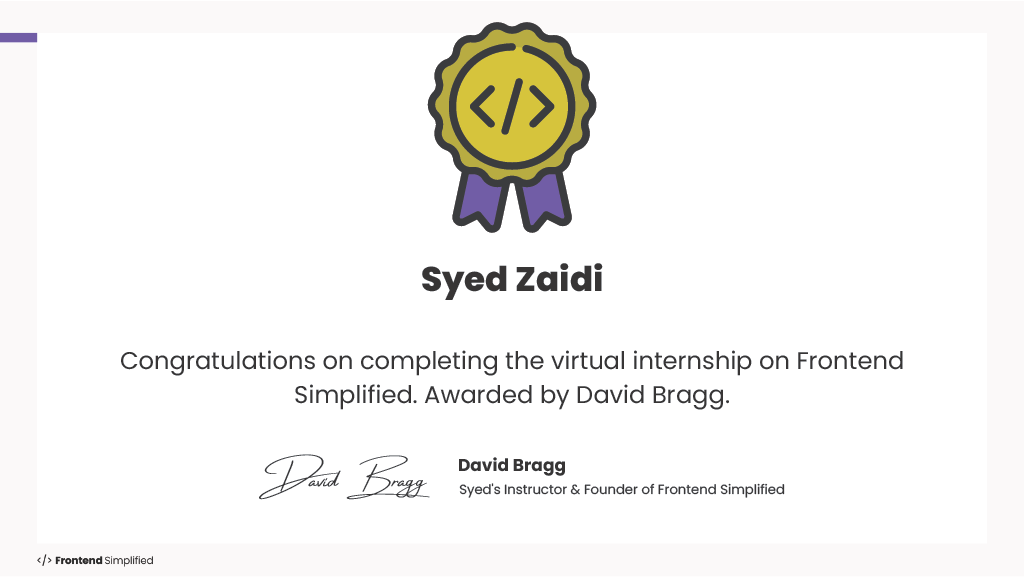 </>
Syed Zaidi
Congratulations on completing the virtual internship on Frontend
Simplified. Awarded by David Bragg.
David Bragg
David Bragg
Syed's Instructor & Founder of Frontend Simplified
</> Frontend Simplified